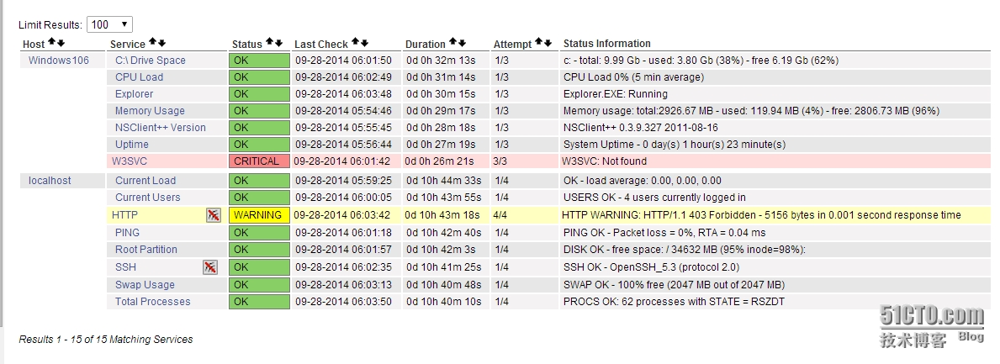 Limit Results: 100
Host Service Status Last Check Duration Attempt Status Information
Windows106 C:\ Drive Space OK 09-28-2014 06:01:50 0d 0h 32m 13s 1/3 c: - total: 9.99 Gb - used: 3.80 Gb (38%) - free 6.19 Gb (62%)
CPU Load OK 09-28-2014 06:02:49 0d 0h 31m 14s 1/3 CPU Load 0% (5 min average)
Explorer OK 09-28-2014 06:03:48 0d 0h 30m 15s 1/3 Explorer.EXE: Running
Memory Usage OK 09-28-2014 05:54:46 0d 0h 29m 17s 1/3 Memory usage: total:2926.67 MB - used: 119.94 MB (4%) - free: 2806.73 MB (96%)
NSClient++ Version OK 09-28-2014 05:55:45 0d 0h 28m 18s 1/3 NSClient++ 0.3.9.327 2011-08-16
Uptime OK 09-28-2014 05:56:44 0d 0h 27m 19s 1/3 System Uptime - 0 day(s) 1 hour(s) 23 minute(s)
W3SVC CRITICAL 09-28-2014 06:01:42 0d 0h 26m 21s 3/3 W3SVC: Not found
localhost Current Load OK 09-28-2014 05:59:25 0d 10h 44m 33s 1/4 OK - load average: 0.00, 0.00, 0.00
Current Users OK 09-28-2014 06:00:05 0d 10h 43m 55s 1/4 USERS OK - 4 users currently logged in
HTTP WARNING 09-28-2014 06:03:42 0d 10h 43m 18s 4/4 HTTP WARNING: HTTP/1.1 403 Forbidden - 5156 bytes in 0.001 second response time
PING OK 09-28-2014 06:01:18 0d 10h 42m 40s 1/4 PING OK - Packet loss = 0%, RTA = 0.04 ms
Root Partition OK 09-28-2014 06:01:57 0d 10h 42m 3s 1/4 DISK OK - free space: / 34632 MB (95% inode=98%):
SSH OK 09-28-2014 06:02:35 0d 10h 41m 25s 1/4 SSH OK - OpenSSH_5.3 (protocol 2.0)
Swap Usage OK 09-28-2014 06:03:13 0d 10h 40m 48s 1/4 SWAP OK - 100% free (2047 MB out of 2047 MB)
Total Processes OK 09-28-2014 06:03:50 0d 10h 40m 10s 1/4 PROCS OK: 62 processes with STATE = RSZDT
Results 1 - 15 of 15 Matching Services
51CTO.com
技术博客 Blog